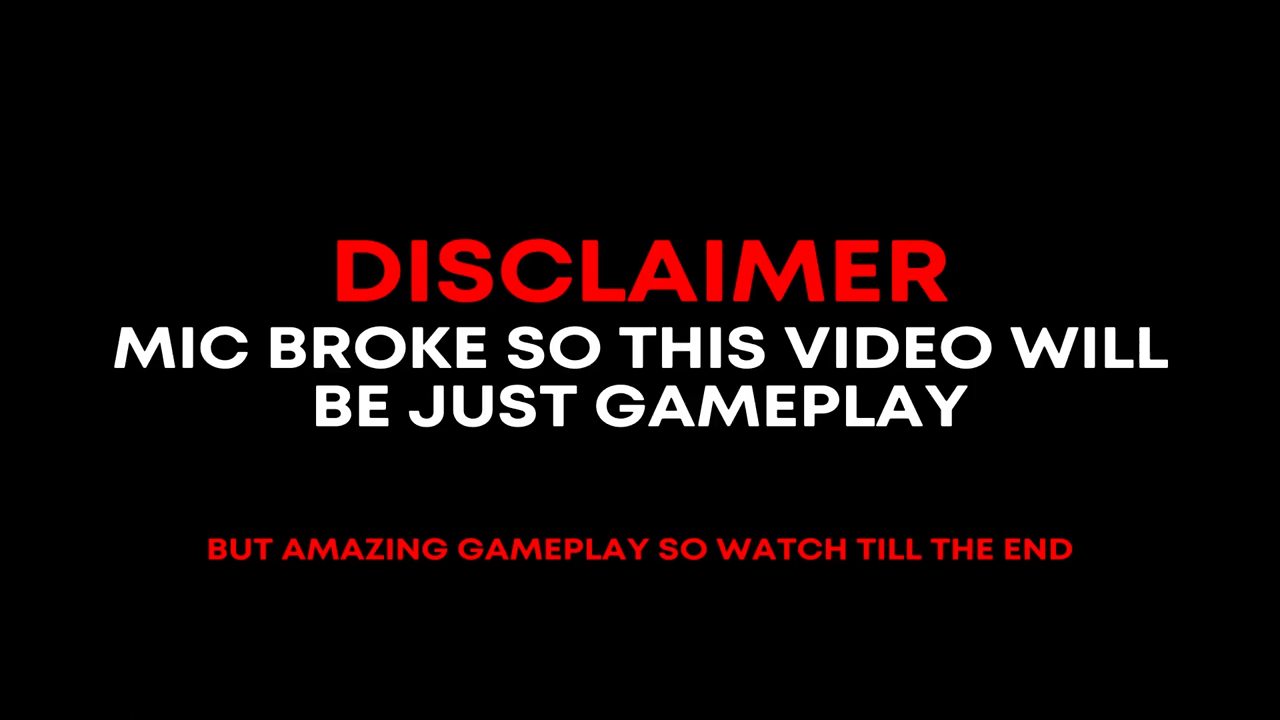 DISCLAIMER
MIC BROKE SO THIS VIDEO WILL
BE JUST GAMEPLAY
BUT AMAZING GAMEPLAY SO WATCH TILL THE END